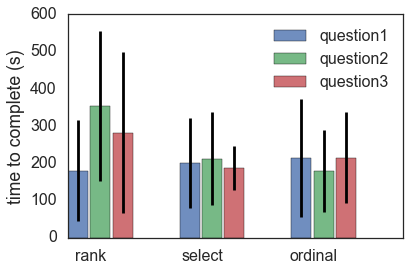 time to complete (s)
600
500
400
300
200
100
0
question1
question2
question3
rank select ordinal